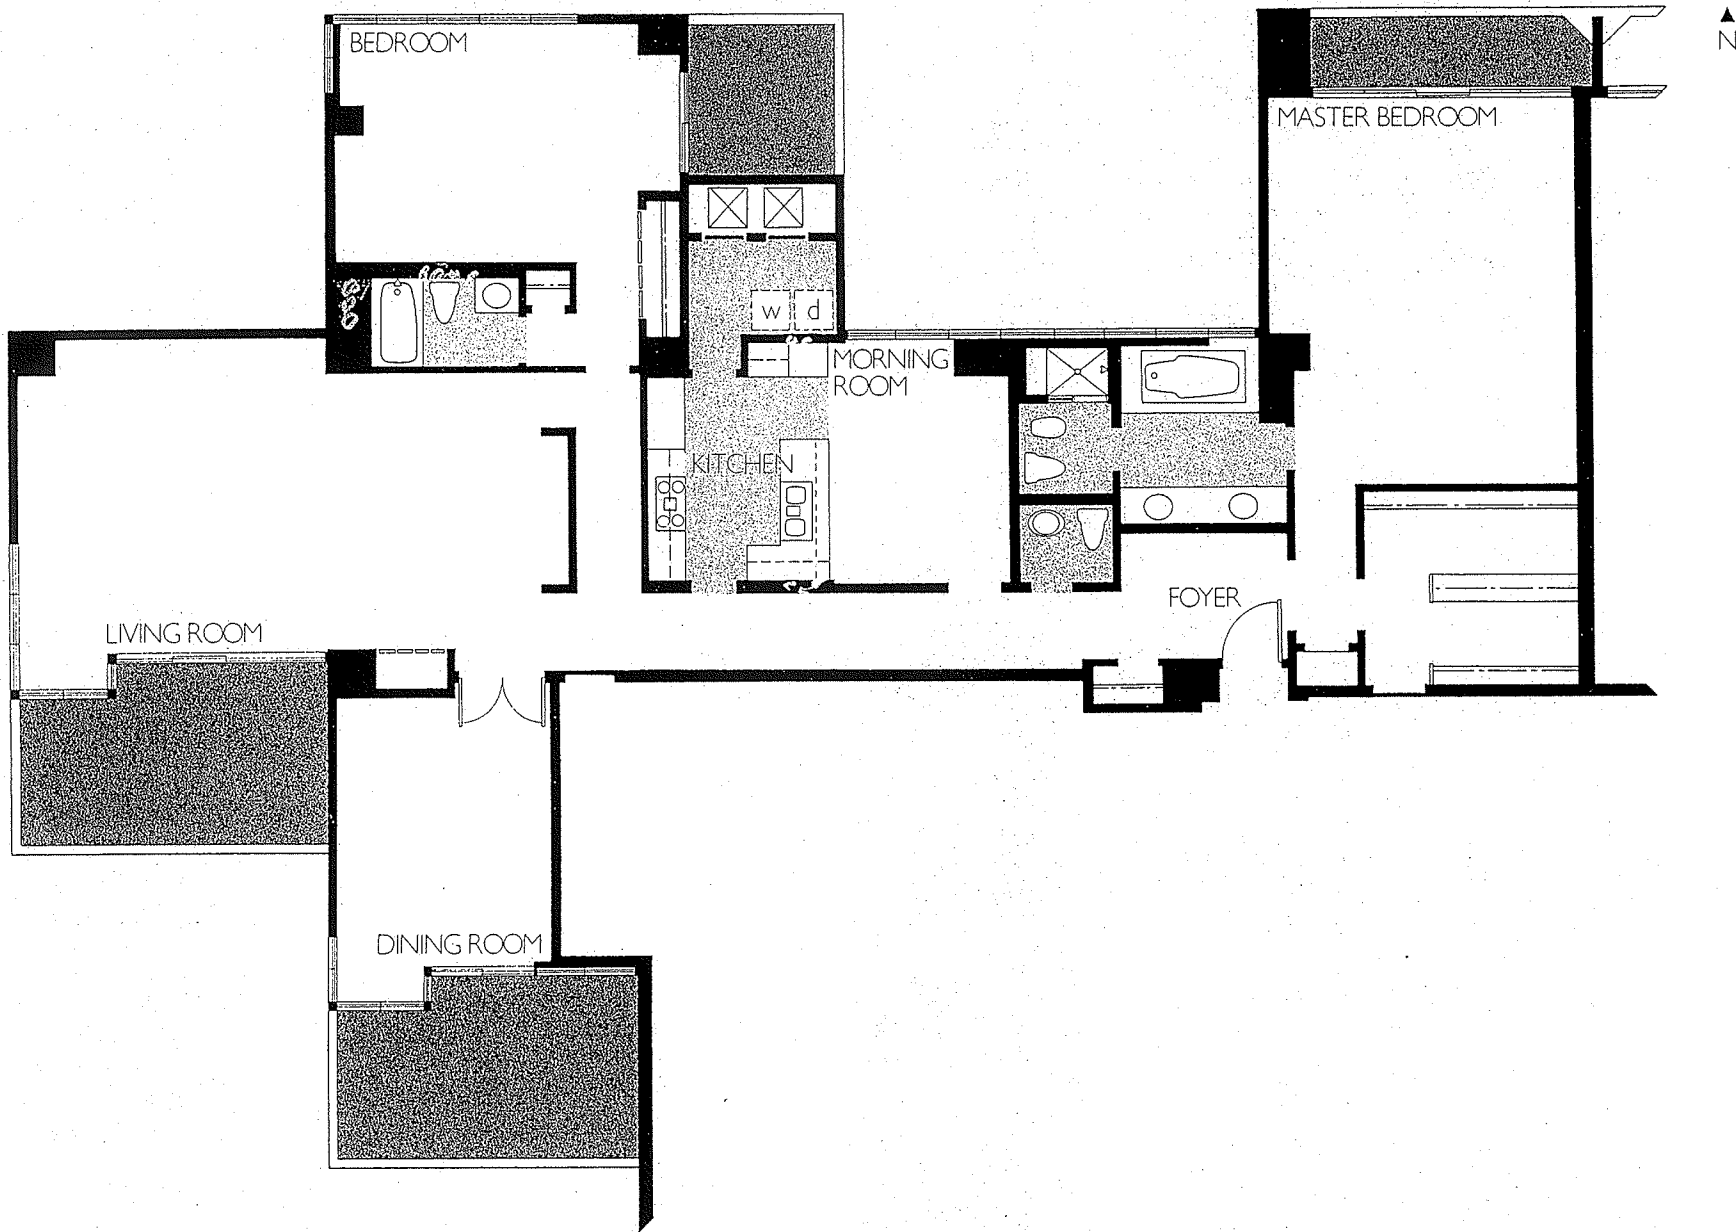 BEDROOM
N
MASTER BEDROOM
w d
MORNING
ROOM
KITCHEN
FOYER
LIVING ROOM
DINING ROOM